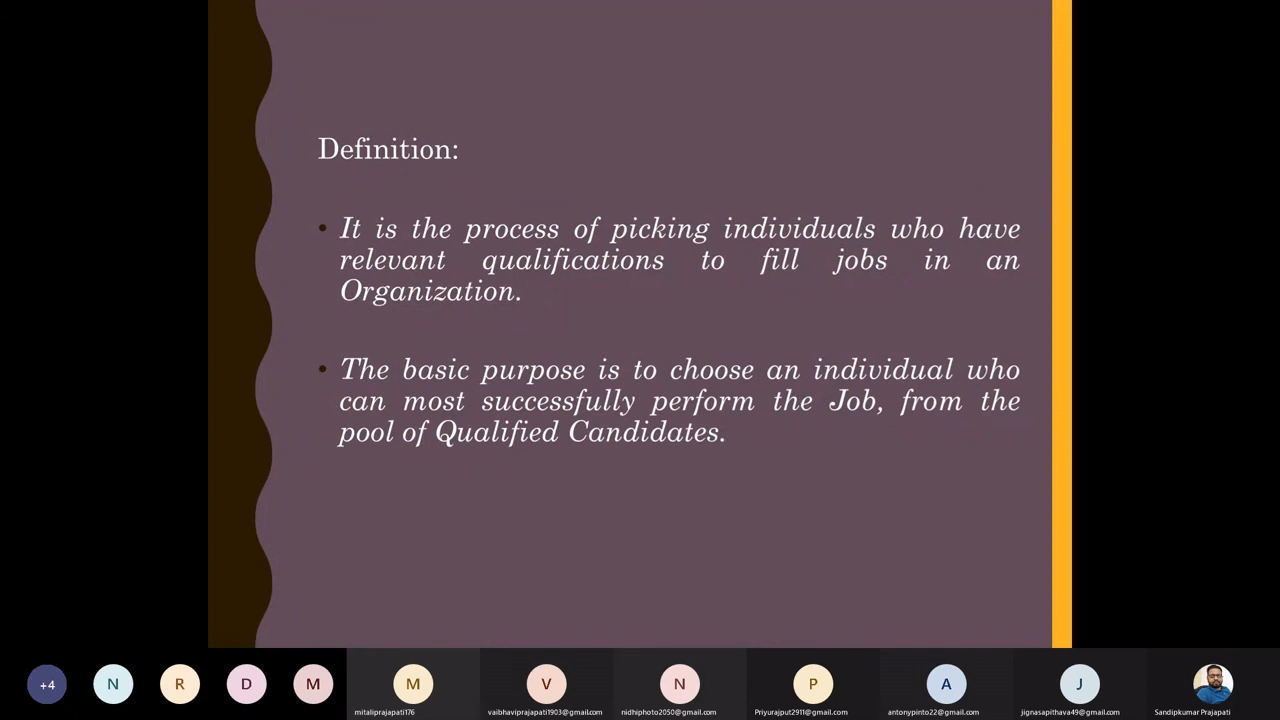 Definition:
• It is the process of picking individuals who have
relevant qualifications to fill jobs in an
Organization.
• The basic purpose is to choose an individual who
can most successfully perform the Job, from the
pool of Qualified Candidates.
+4
N
R
D
M
M
V
N
P
A
J
mitaliprajapati176
vaibhaviprajapati1903@gmail.com
nidhiphoto2050@gmail.com
Priyurajput2911@gmail.com
antonypinto22@gmail.com
jignasapithava49@gmail.com
Sandipkumar Prajapati